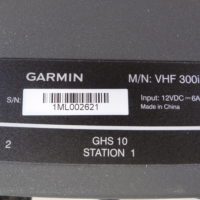 GARMIN M/N: VHF 300i
S/N: 1ML002621
Input: 12VDC⎓6A
Made in China
2 GHS 10
STATION 1